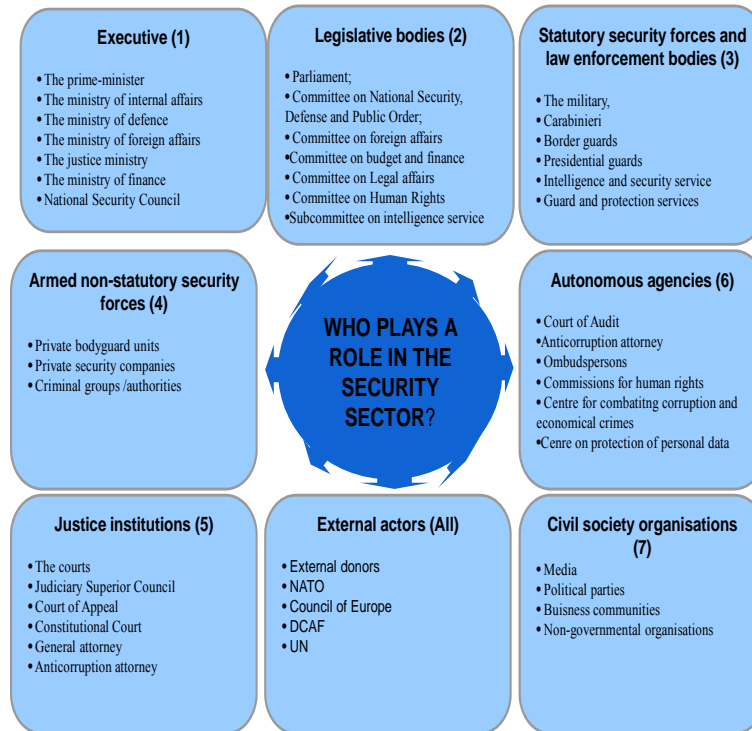 Executive (1)
• The prime-minister
• The ministry of internal affairs
• The ministry of defence
• The ministry of foreign affairs
• The justice ministry
• The ministry of finance
• National Security Council
Legislative bodies (2)
• Parliament;
• Committee on National Security,
Defense and Public Order;
• Committee on foreign affairs
•Committee on budget and finance
• Committee on Legal affairs
• Committee on Human Rights
•Subcommittee on intelligence service
Statutory security forces and
law enforcement bodies (3)
• The military,
• Carabinieri
• Border guards
• Presidential guards
• Intelligence and security service
• Guard and protection services
Armed non-statutory security
forces (4)
• Private bodyguard units
• Private security companies
• Criminal groups /authorities
WHO PLAYS A
ROLE IN THE
SECURITY
SECTOR?
Autonomous agencies (6)
• Court of Audit
•Anticorruption attorney
• Ombudspersons
• Commissions for human rights
• Centre for combatitng corruption and
economical crimes
•Cenre on protection of personal data
Justice institutions (5)
• The courts
• Judiciary Superior Council
• Court of Appeal
• Constitutional Court
• General attorney
• Anticorruption attorney
External actors (All)
• External donors
• NATO
• Council of Europe
• DCAF
• UN
Civil society organisations
(7)
• Media
• Political parties
• Buisness communities
• Non-governmental organisations